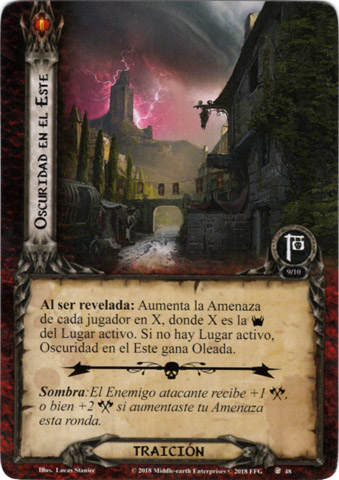 OSCURIDAD EN EL ESTE
9/10
Al ser revelada: Aumenta la Amenaza
de cada jugador en X, donde X es la
del Lugar activo. Si no hay Lugar activo,
Oscuridad en el Este gana Oleada.
Sombra: El Enemigo atacante recibe +1 ,
o bien +2 si aumentaste tu Amenaza
esta ronda.
TRAICIÓN
Illus. Lucas Staniec © 2018 Middle-earth Enterprises © 2018 FFG 48